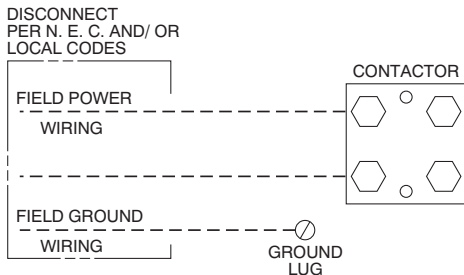 DISCONNECT
PER N. E. C. AND/ OR
LOCAL CODES
CONTACTOR
FIELD POWER
WIRING
FIELD GROUND
WIRING
GROUND
LUG